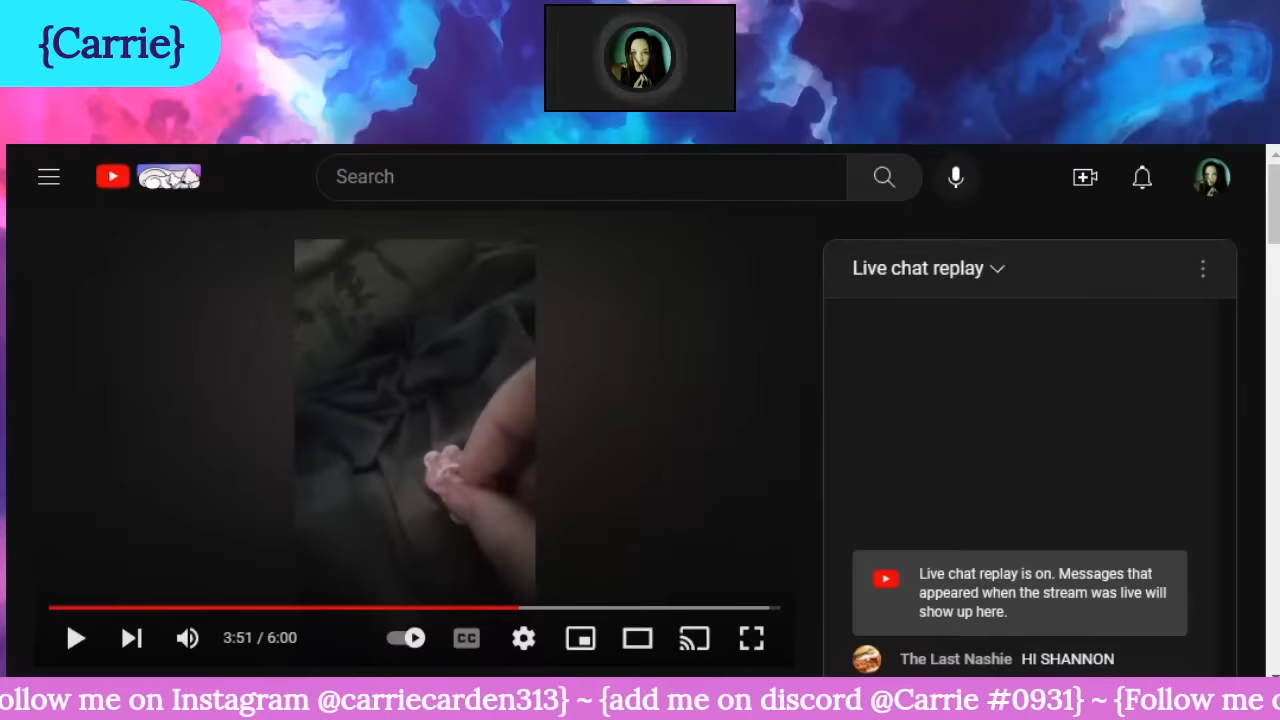 {Carrie}
Search
Live chat replay
Live chat replay is on. Messages that
appeared when the stream was live will
show up here.
3:51 / 6:00
CC
The Last Nashie HI SHANNON
ollow me on Instagram @carriecarden313} ~ {add me on discord @Carrie #0931} ~ {Follow me o